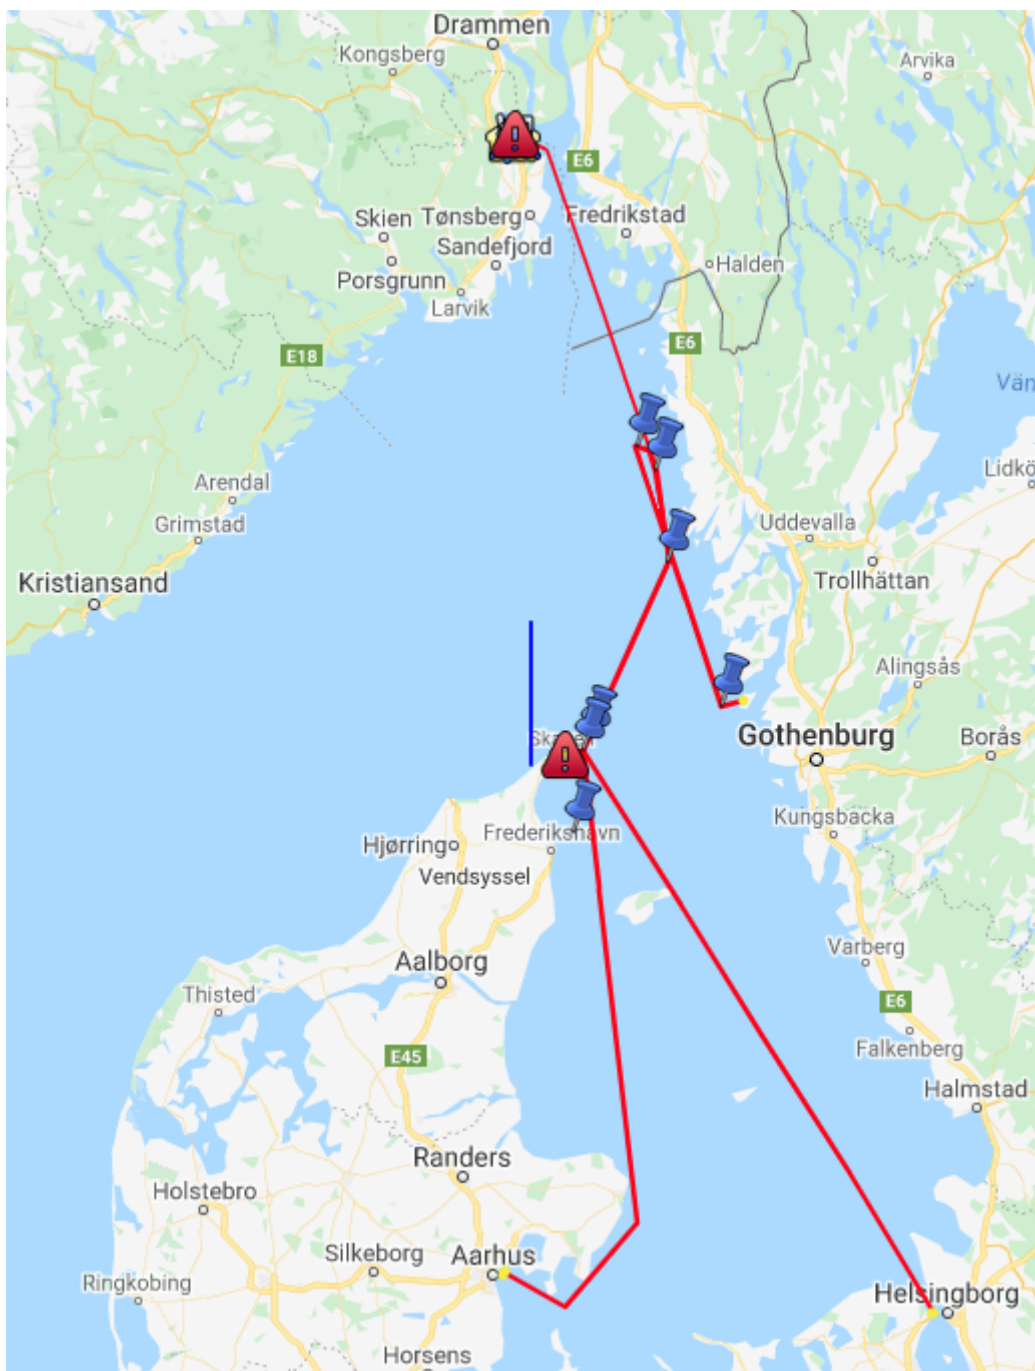 Drammen
Kongsberg
Arvika
E6
Skien
Tønsberg
Fredrikstad
Sandefjord
Halden
Porsgrunn
Larvik
E6
E18
Vän
Arendal
Lidkö
Grimstad
Uddevalla
Kristiansand
Trollhättan
Alingsås
Gothenburg
Borås
Kungsbacka
Frederikshavn
Hjørring
Vendsyssel
Varberg
Aalborg
Thisted
E6
E45
Falkenberg
Halmstad
Randers
Holstebro
Silkeborg
Aarhus
Ringkobing
Helsingborg
Horsens